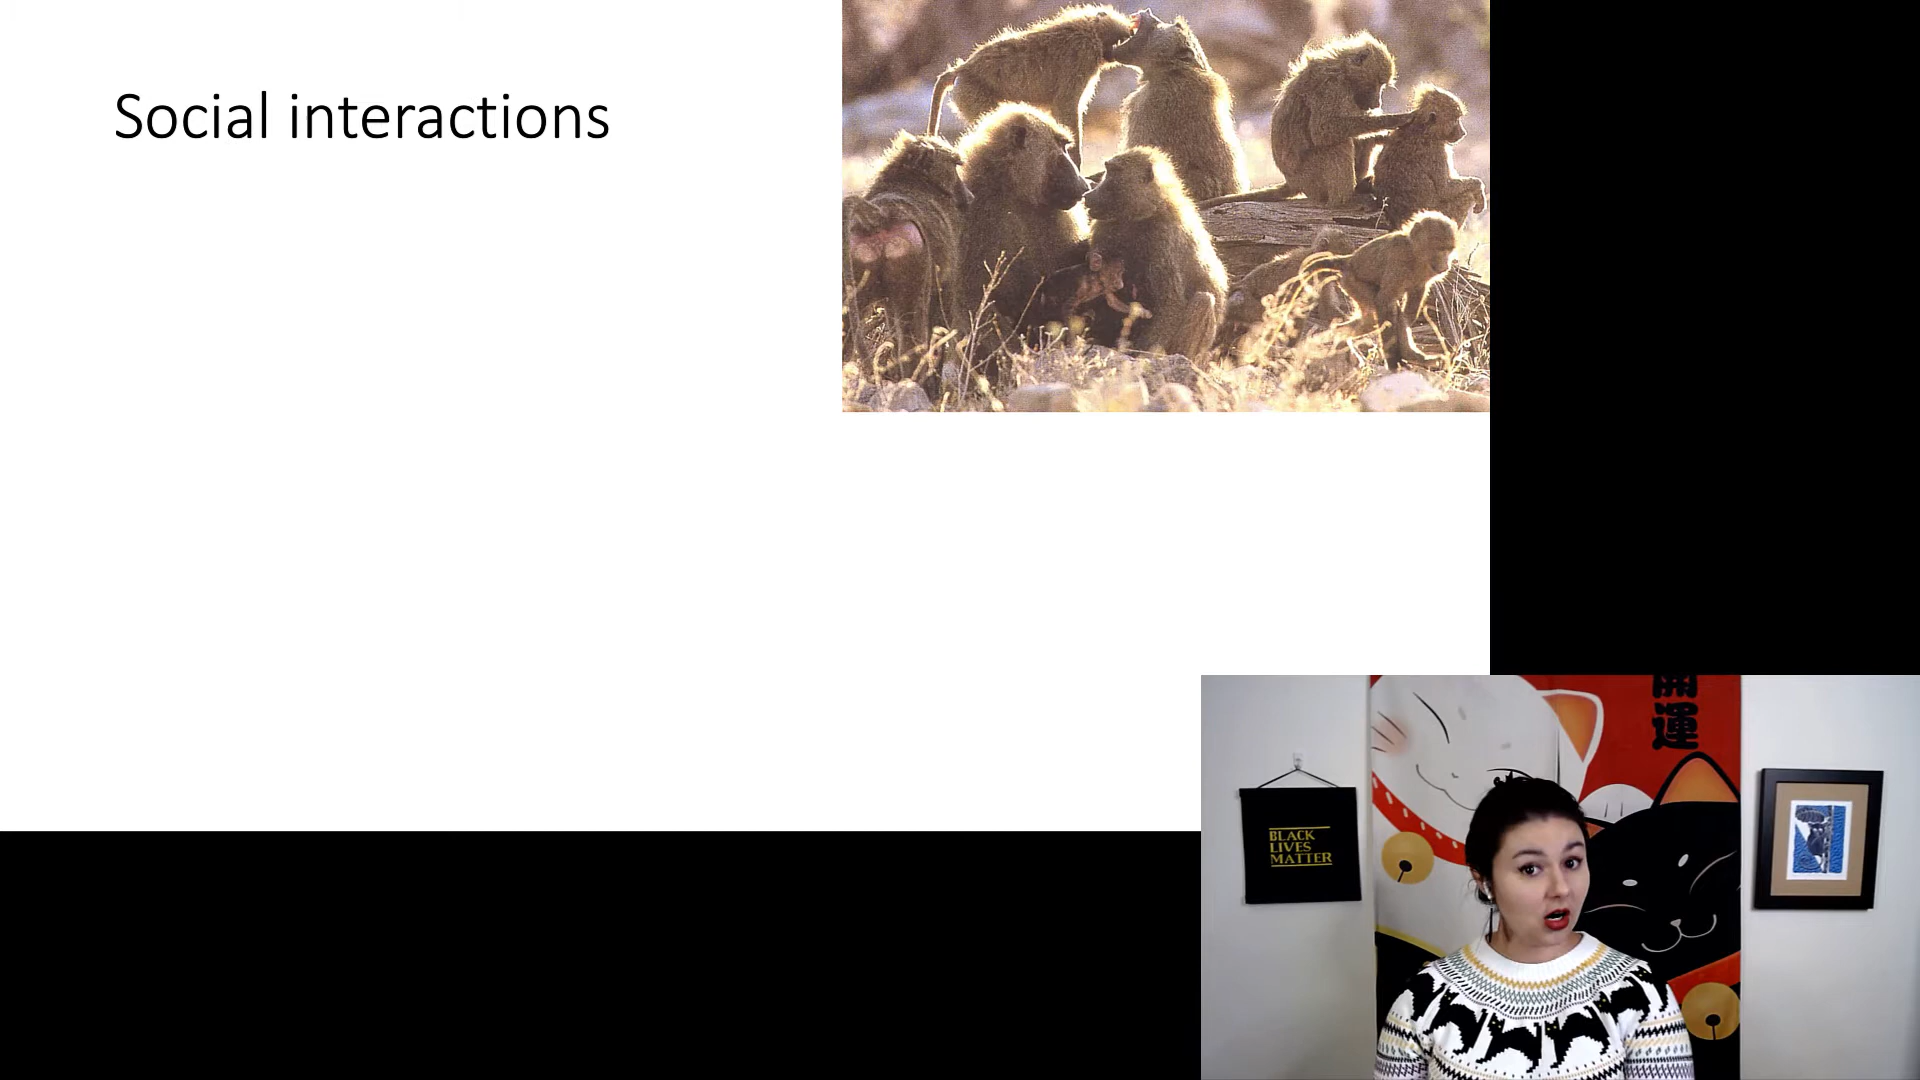 Social interactions
開
運
BLACK
LIVES
MATTER